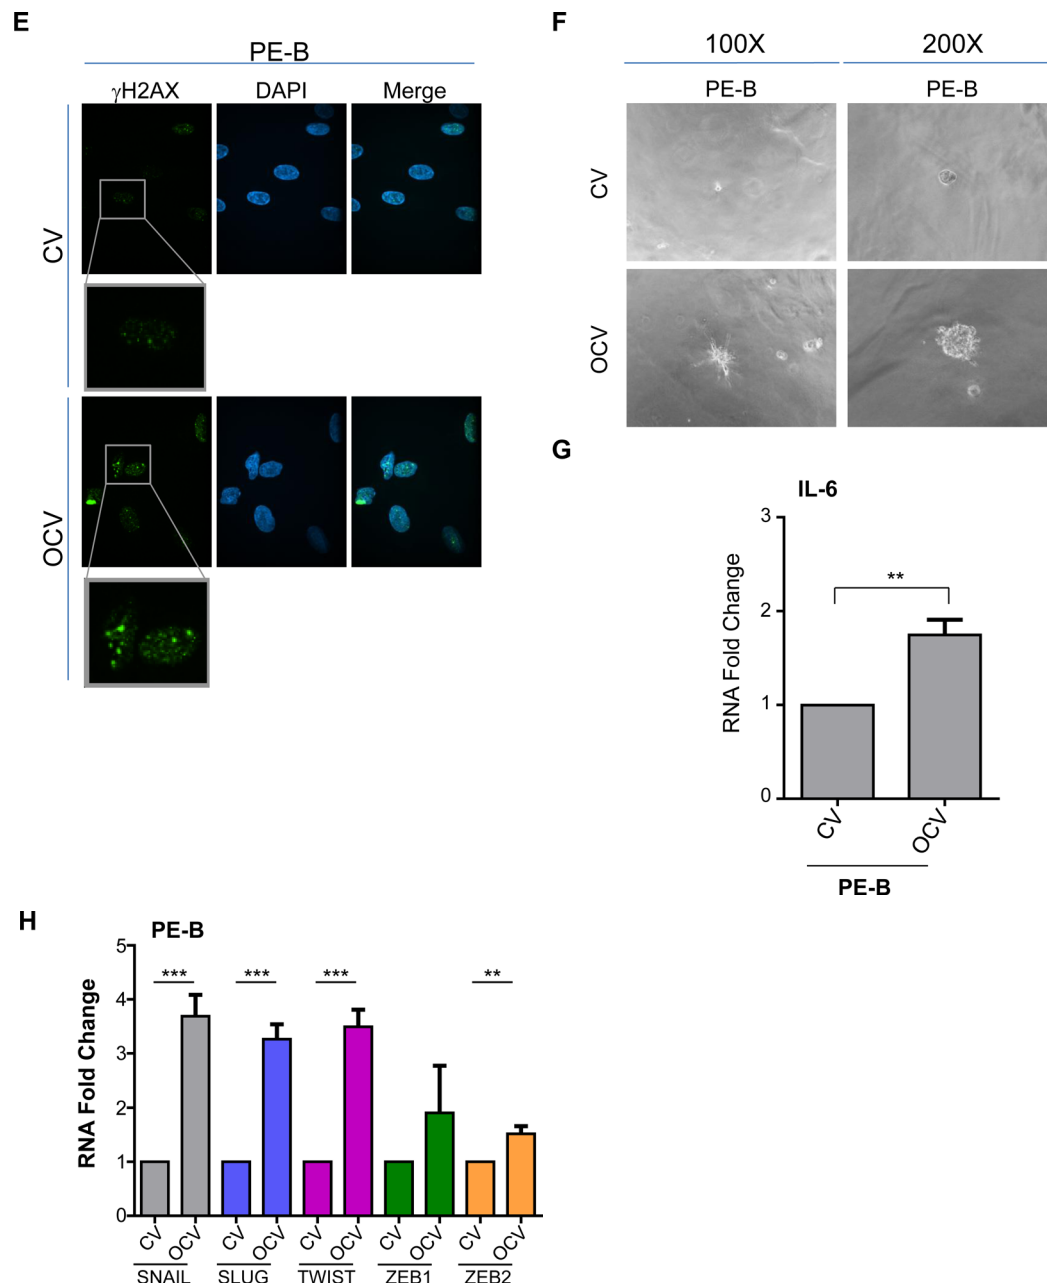 E
PE-B
γH2AX DAPI Merge
CV
OCV
F
100X 200X
PE-B PE-B
CV
OCV
G
IL-6
3
2
1
0
RNA Fold Change
**
CV OCV
PE-B
H
PE-B
5
4
3
2
1
0
RNA Fold Change
*** *** *** **
CV OCV CV OCV CV OCV CV OCV CV OCV
SNAIL SLUG TWIST ZEB1 ZEB2